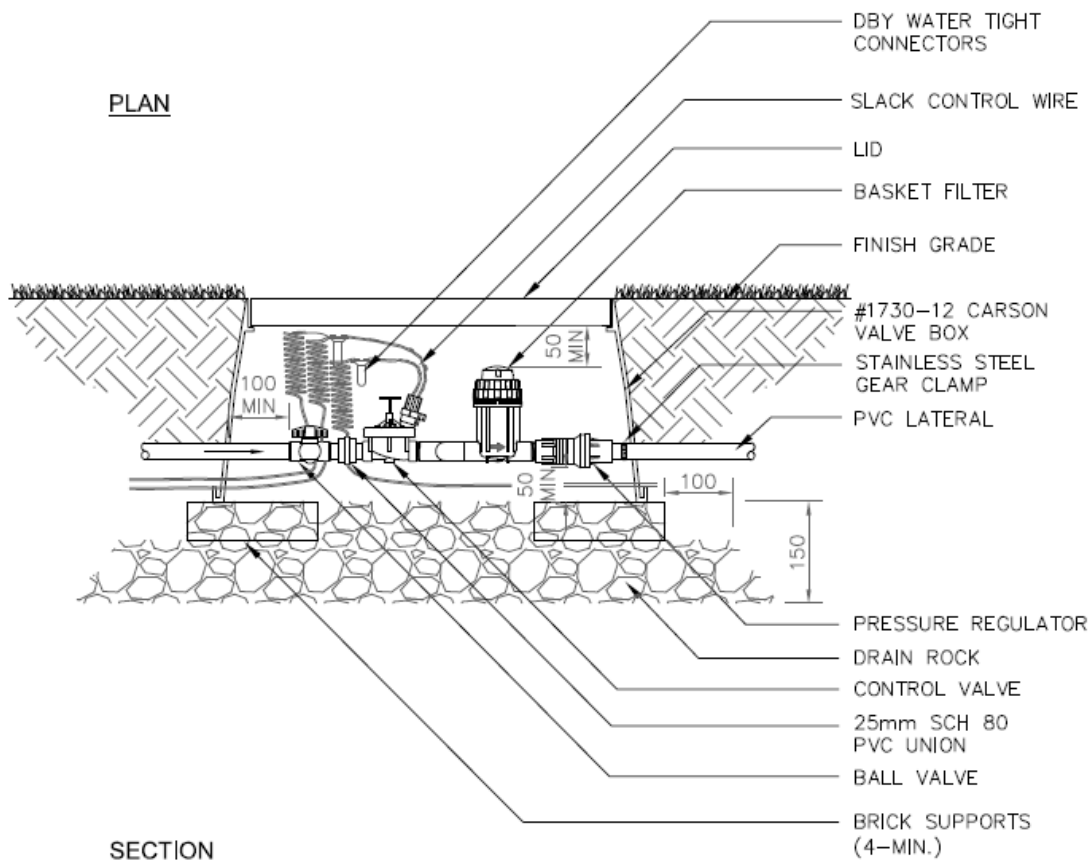 DBY WATER TIGHT
CONNECTORS
PLAN
SLACK CONTROL WIRE
LID
BASKET FILTER
FINISH GRADE
#1730-12 CARSON
VALVE BOX
50
MIN
STAINLESS STEEL
GEAR CLAMP
100
MIN
PVC LATERAL
50
MIN
100
150
PRESSURE REGULATOR
DRAIN ROCK
CONTROL VALVE
25mm SCH 80
PVC UNION
BALL VALVE
BRICK SUPPORTS
(4-MIN.)
SECTION